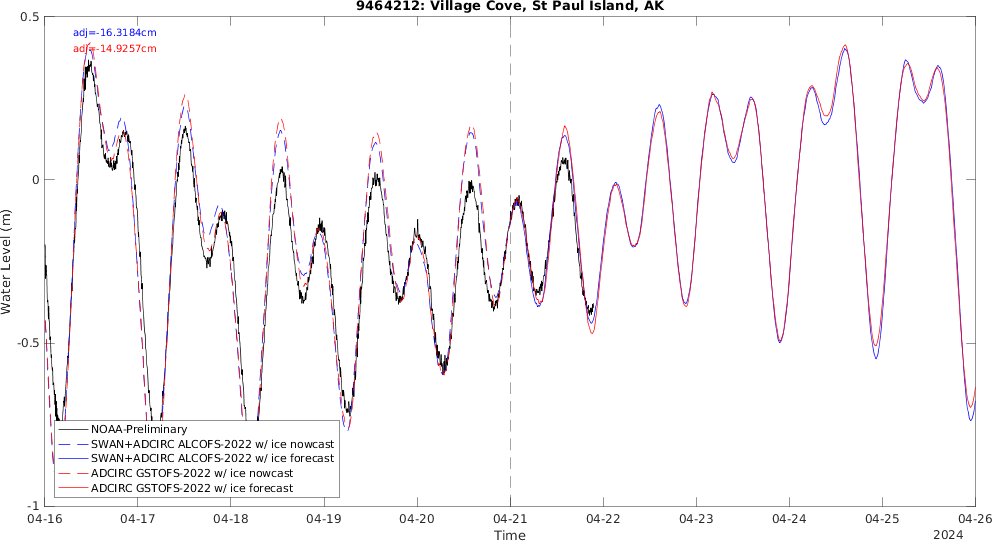 9464212: Village Cove, St Paul Island, AK
0.5
adj=-16.3184cm
adj=-14.9257cm
0
Water Level (m)
-0.5
NOAA-Preliminary
SWAN+ADCIRC ALCOFS-2022 w/ ice nowcast
SWAN+ADCIRC ALCOFS-2022 w/ ice forecast
ADCIRC GSTOFS-2022 w/ ice nowcast
ADCIRC GSTOFS-2022 w/ ice forecast
-1
04-16 04-17 04-18 04-19 04-20 04-21 04-22 04-23 04-24 04-25 04-26
Time 2024